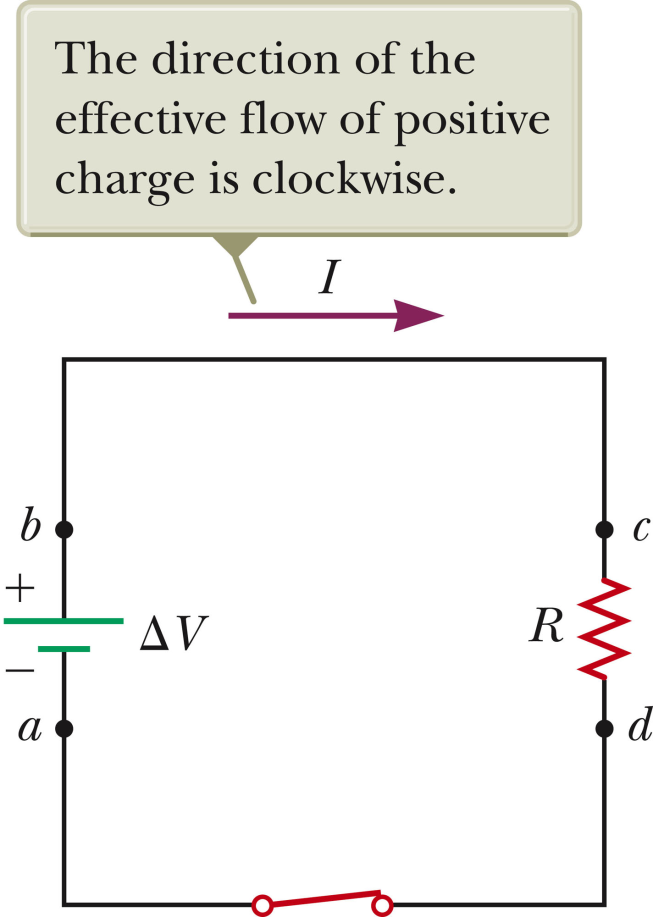 The direction of the
effective flow of positive
charge is clockwise.
I
b
c
+
ΔV
R
−
a
d